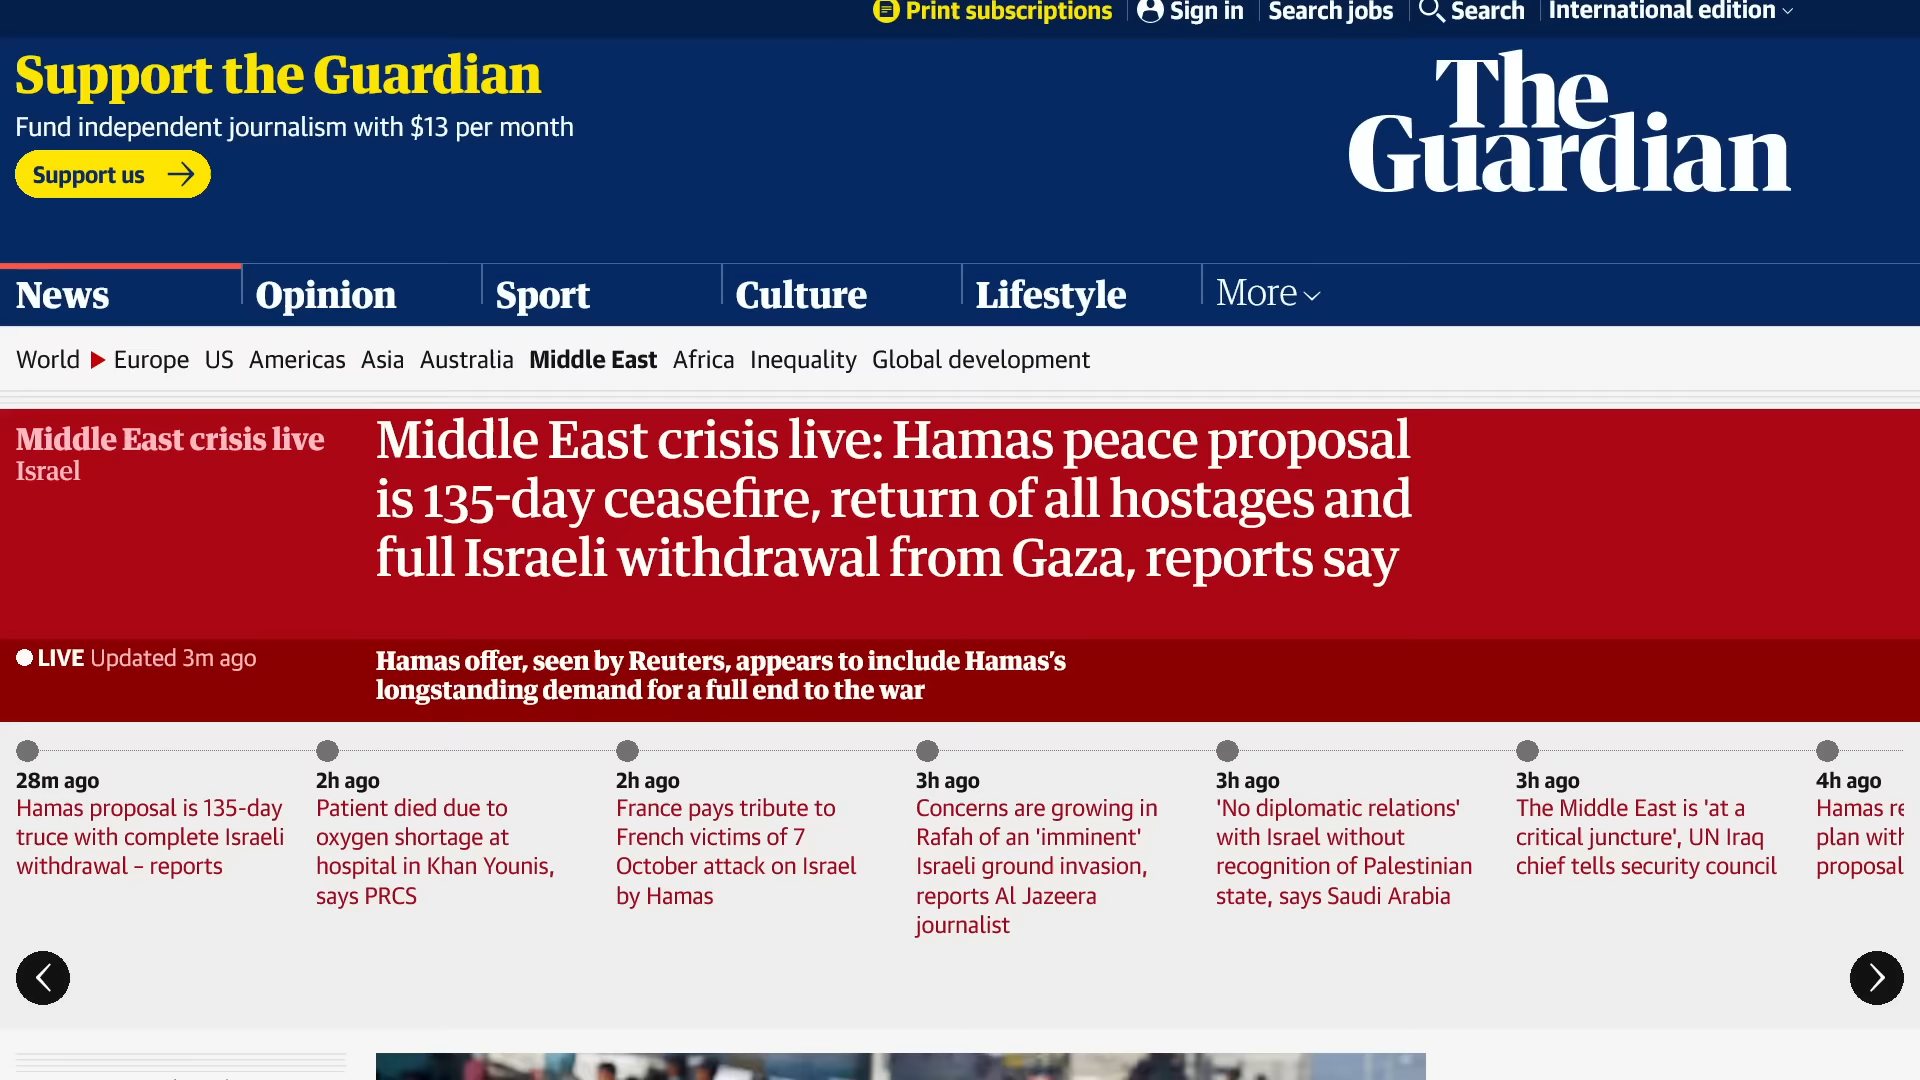 Print subscriptions
Sign in
Search jobs
Search
International edition
Support the Guardian
Fund independent journalism with $13 per month
Support us
The
Guardian
News
Opinion
Sport
Culture
Lifestyle
More
World
Europe
US
Americas
Asia
Australia
Middle East
Africa
Inequality
Global development
Middle East crisis live
Israel
Middle East crisis live: Hamas peace proposal
is 135-day ceasefire, return of all hostages and
full Israeli withdrawal from Gaza, reports say
LIVE Updated 3m ago
Hamas offer, seen by Reuters, appears to include Hamas’s
longstanding demand for a full end to the war
28m ago
Hamas proposal is 135-day
truce with complete Israeli
withdrawal – reports
2h ago
Patient died due to
oxygen shortage at
hospital in Khan Younis,
says PRCS
2h ago
France pays tribute to
French victims of 7
October attack on Israel
by Hamas
3h ago
Concerns are growing in
Rafah of an 'imminent'
Israeli ground invasion,
reports Al Jazeera
journalist
3h ago
'No diplomatic relations'
with Israel without
recognition of Palestinian
state, says Saudi Arabia
3h ago
The Middle East is 'at a
critical juncture', UN Iraq
chief tells security council
4h ago
Hamas re
plan with
proposal